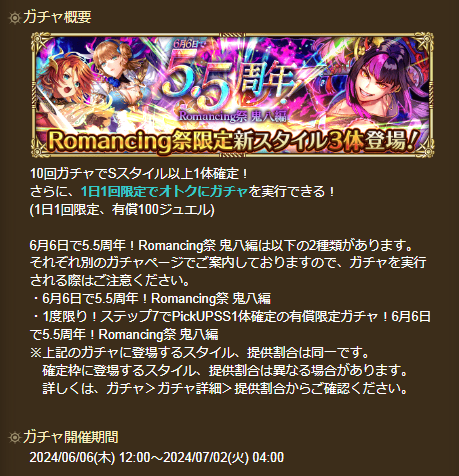 ガチャ概要
6月6日で
5.5周年
Romancing祭 鬼八編
Romancing祭限定新スタイル3体登場!
10回ガチャでSスタイル以上1体確定！
さらに、1日1回限定でオトクにガチャを実行できる！
(1日1回限定、有償100ジュエル)
6月6日で5.5周年！Romancing祭 鬼八編は以下の2種類があります。
それぞれ別のガチャページでご案内しておりますので、ガチャを実行
される際はご注意ください。
・6月6日で5.5周年！Romancing祭 鬼八編
・1度限り！ステップ7でPickUPSS1体確定の有償限定ガチャ！6月6
日で5.5周年！Romancing祭 鬼八編
※上記のガチャに登場するスタイル、提供割合は同一です。
確定枠に登場するスタイル、提供割合は異なる場合があります。
詳しくは、ガチャ＞ガチャ詳細＞提供割合からご確認ください。
ガチャ開催期間
2024/06/06(木) 12:00～2024/07/02(火) 04:00